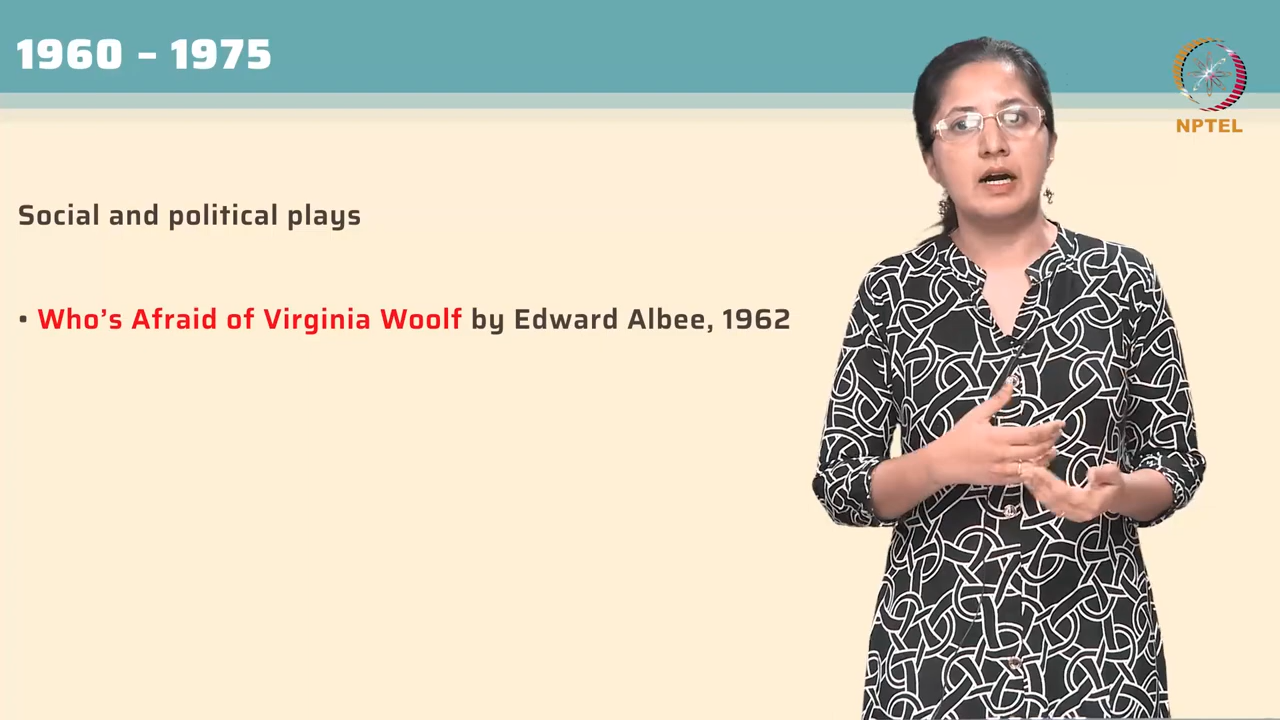 1960 – 1975
NPTEL
Social and political plays
• Who's Afraid of Virginia Woolf by Edward Albee, 1962